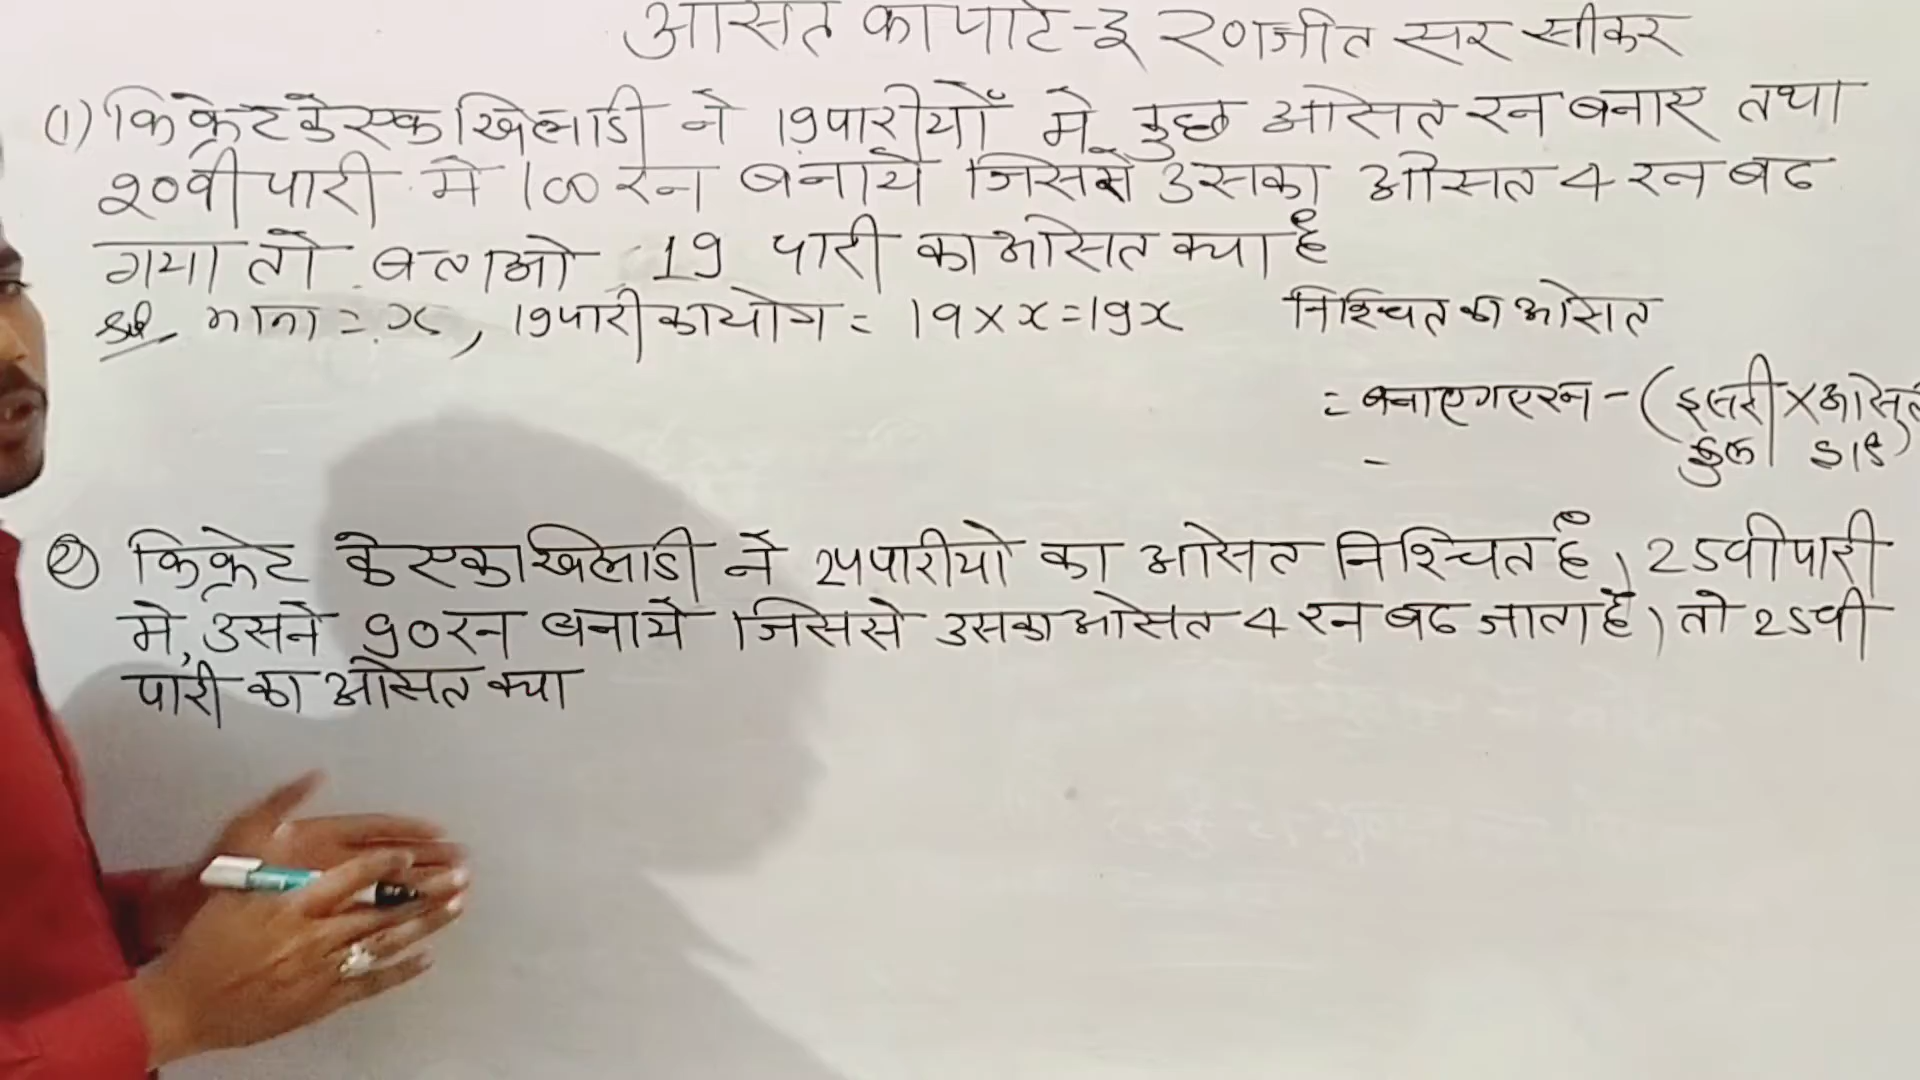 औसत का पार्ट-3 रणजीत सर सीकर
(1) क्रिकेट के एक खिलाडी ने 19 पारीयों मे कुछ औसत रन बनाए तथा
20वी पारी मे 100 रन बनाये जिससे उसका औसत 4 रन बढ
गया तो बताओ 19 पारी का औसत क्या है
Sol माना = x, 19 पारी का योग = 19 × x = 19x
निश्चित का औसत
= बनाए गए रन - ( इसरी × औसत
कुल
-
② क्रिकेट के एक खिलाडी ने 24 पारीयो का औसत निश्चित है, 25वी पारी
मे, उसने 90 रन बनाये जिससे उसका औसत 4 रन बढ जाता है, तो 25वी
पारी का औसत क्या